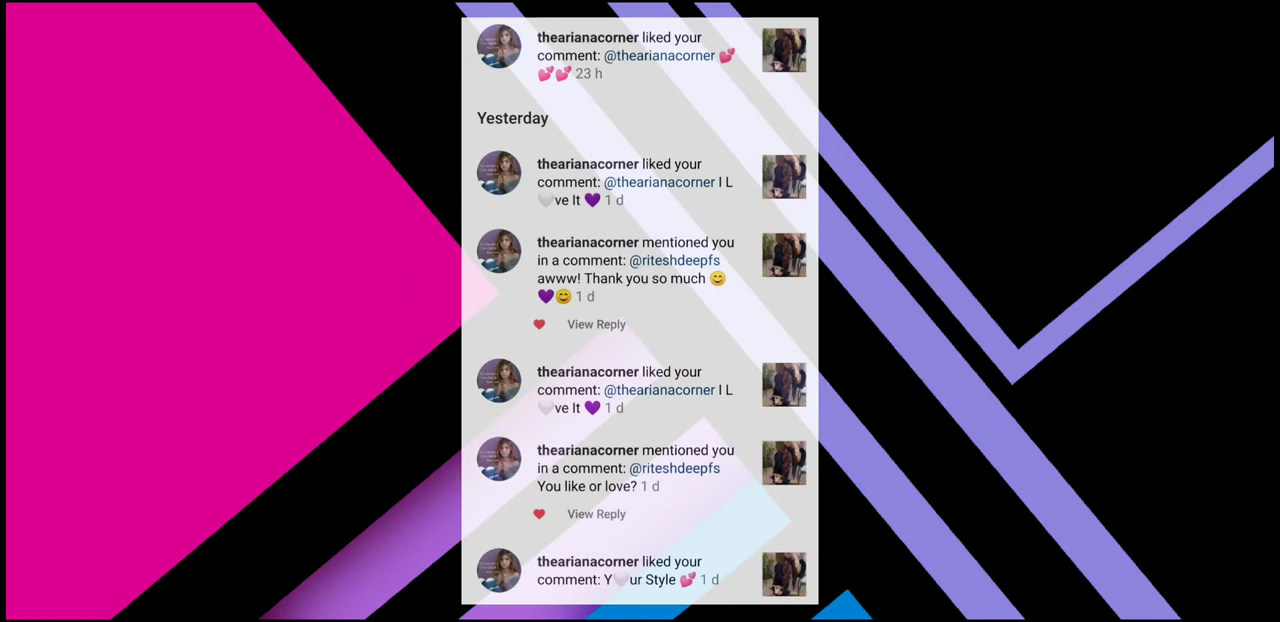 thearianacorner liked your
comment: @thearianacorner 💕
💕💕 23 h
Yesterday
thearianacorner liked your
comment: @thearianacorner I L
🤍ve It 💜 1 d
thearianacorner mentioned you
in a comment: @riteshdeepfs
awww! Thank you so much 😊
💜😊 1 d
View Reply
thearianacorner liked your
comment: @thearianacorner I L
🤍ve It 💜 1 d
thearianacorner mentioned you
in a comment: @riteshdeepfs
You like or love? 1 d
View Reply
thearianacorner liked your
comment: Y🤍ur Style 💕 1 d